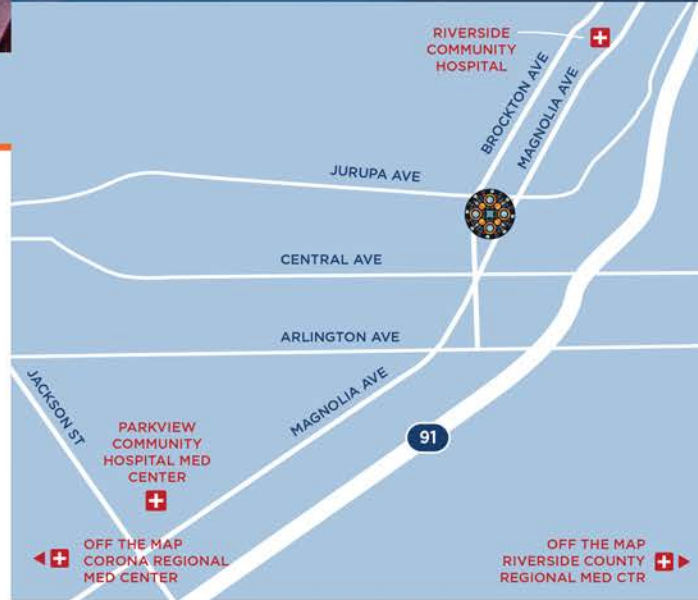 RIVERSIDE
COMMUNITY
HOSPITAL
BROCKTON AVE
MAGNOLIA AVE
JURUPA AVE
CENTRAL AVE
ARLINGTON AVE
JACKSON ST
MAGNOLIA AVE
91
PARKVIEW
COMMUNITY
HOSPITAL MED
CENTER
OFF THE MAP
CORONA REGIONAL
MED CENTER
OFF THE MAP
RIVERSIDE COUNTY
REGIONAL MED CTR